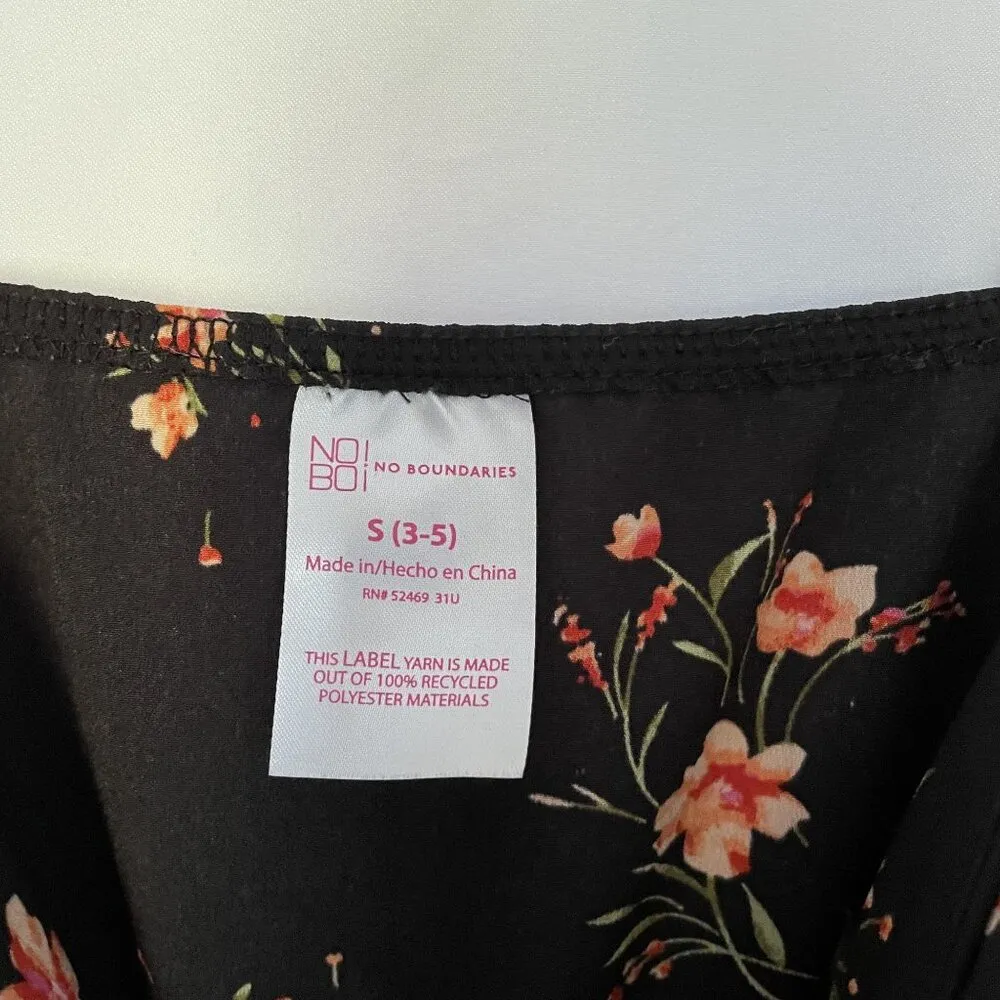 NO!
BO¡ NO BOUNDARIES
S (3-5)
Made in/Hecho en China
RN# 52469 31U
THIS LABEL YARN IS MADE
OUT OF 100% RECYCLED
POLYESTER MATERIALS